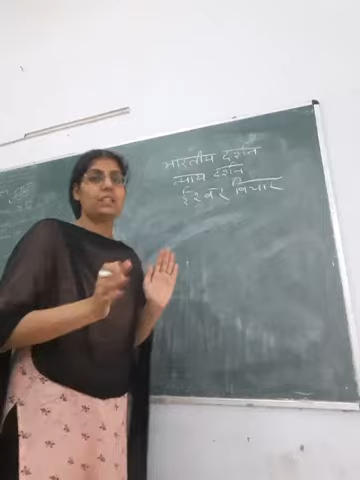 भारतीय दर्शन
न्याय दर्शन
ईश्वर विचार